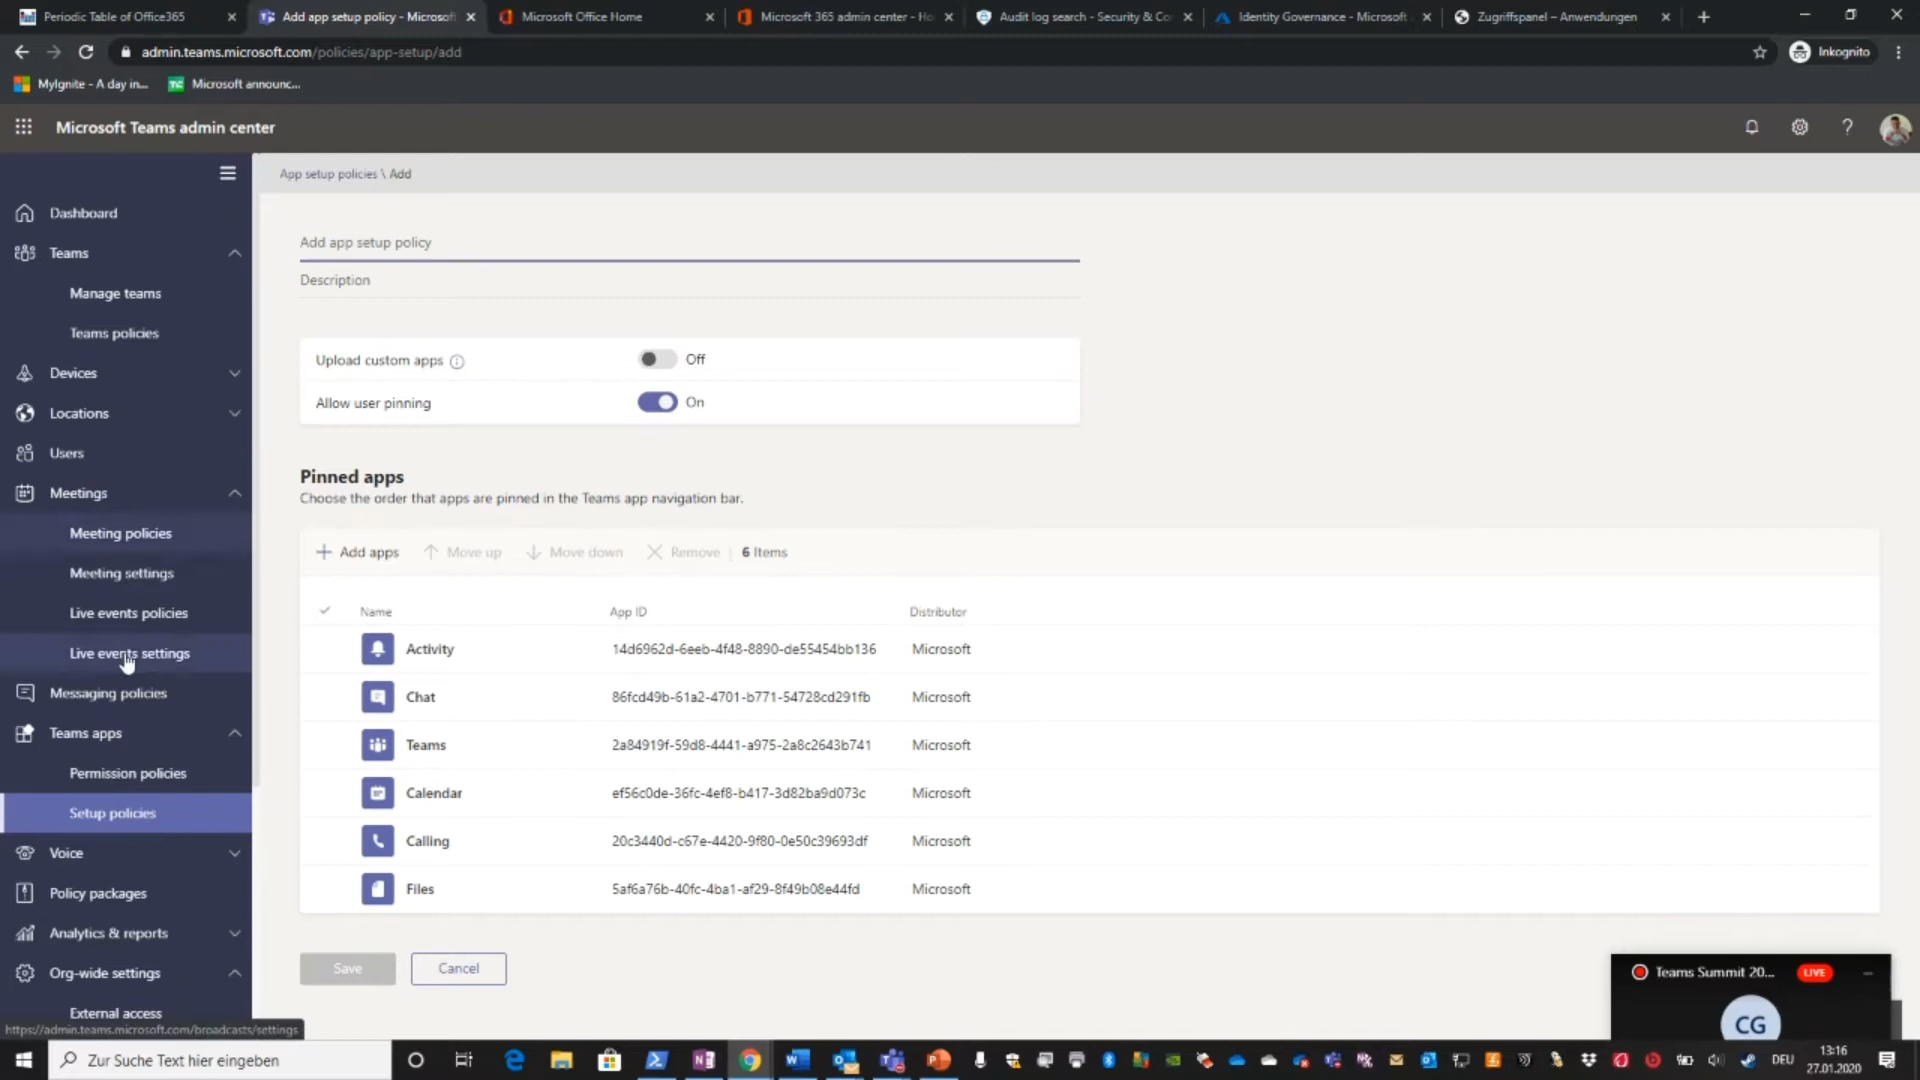 Periodic Table of Office365
Add app setup policy - Microsof
Microsoft Office Home
Microsoft 365 admin center - Ho
Audit log search - Security & Co
Identity Governance - Microsoft
Zugriffspanel – Anwendungen
admin.teams.microsoft.com/policies/app-setup/add
Inkognito
MyIgnite - A day in...
Microsoft announc...
Microsoft Teams admin center
App setup policies \ Add
Dashboard
Teams
Manage teams
Teams policies
Devices
Locations
Users
Meetings
Meeting policies
Meeting settings
Live events policies
Live events settings
Messaging policies
Teams apps
Permission policies
Setup policies
Voice
Policy packages
Analytics & reports
Org-wide settings
External access
https://admin.teams.microsoft.com/broadcasts/settings
Add app setup policy
Description
Upload custom apps
Off
Allow user pinning
On
Pinned apps
Choose the order that apps are pinned in the Teams app navigation bar.
Add apps
Move up
Move down
Remove
6 Items
Name App ID Distributor
Activity 14d6962d-6eeb-4f48-8890-de55454bb136 Microsoft
Chat 86fcd49b-61a2-4701-b771-54728cd291fb Microsoft
Teams 2a84919f-59d8-4441-a975-2a8c2643b741 Microsoft
Calendar ef56c0de-36fc-4ef8-b417-3d82ba9d073c Microsoft
Calling 20c3440d-c67e-4420-9f80-0e50c39693df Microsoft
Files 5af6a76b-40fc-4ba1-af29-8f49b08e44fd Microsoft
Save
Cancel
Teams Summit 20...
LIVE
CG
Zur Suche Text hier eingeben
DEU
13:16
27.01.2020